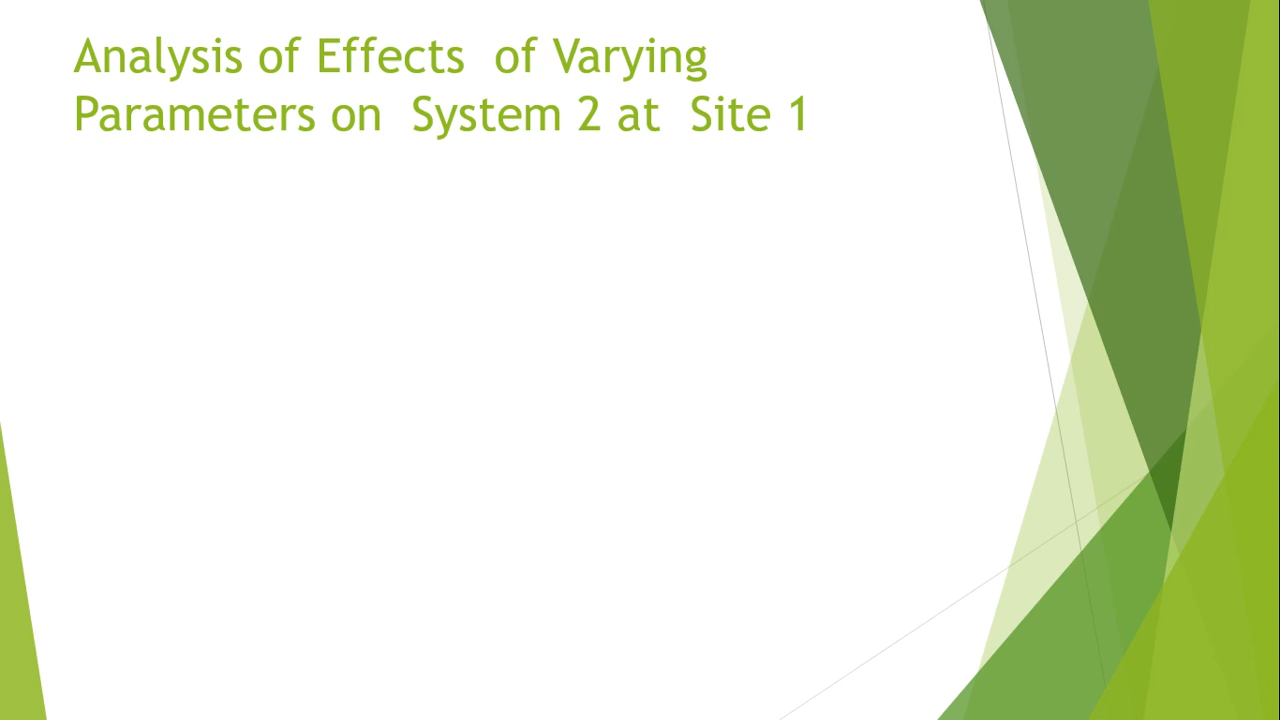 Analysis of Effects  of Varying
Parameters on  System 2 at  Site 1